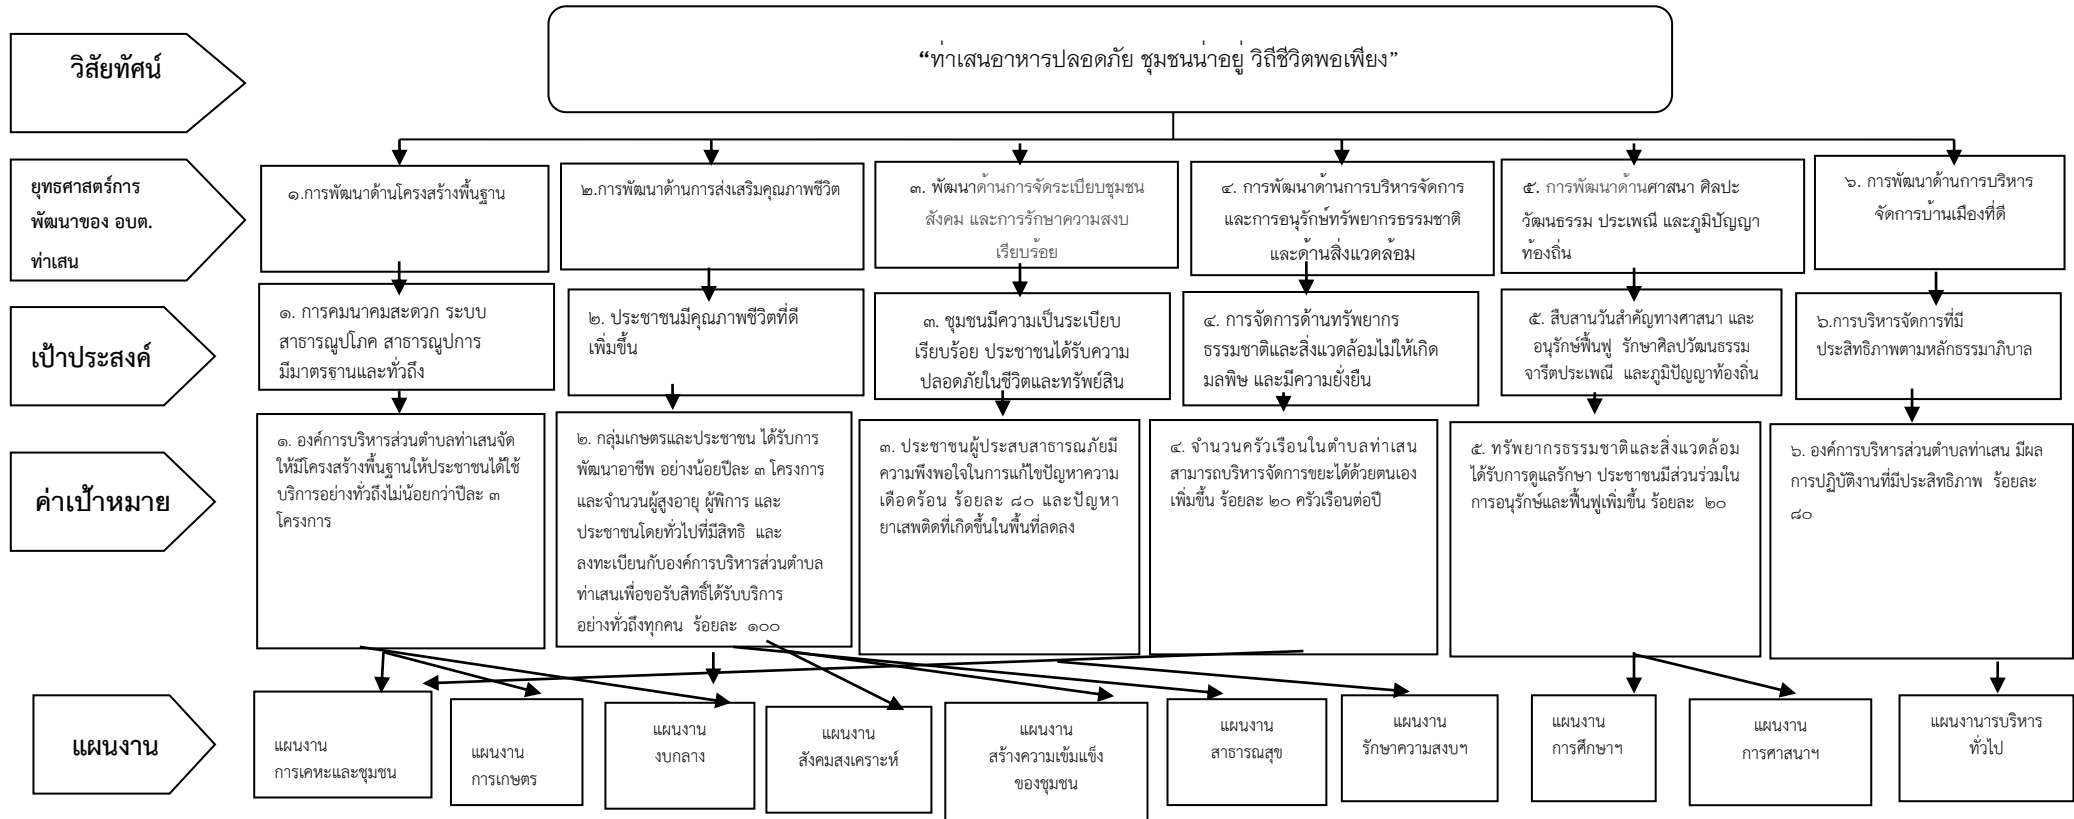 วิสัยทัศน์
“ท่าเสนอาหารปลอดภัย ชุมชนน่าอยู่ วิถีชีวิตพอเพียง”
ยุทธศาสตร์การ
พัฒนาของ อบต.
ท่าเสน
๑.การพัฒนาด้านโครงสร้างพื้นฐาน
๒.การพัฒนาด้านการส่งเสริมคุณภาพชีวิต
๓. พัฒนาด้านการจัดระเบียบชุมชน
สังคม และการรักษาความสงบ
เรียบร้อย
๔. การพัฒนาด้านการบริหารจัดการ
และการอนุรักษ์ทรัพยากรธรรมชาติ
และด้านสิ่งแวดล้อม
๕. การพัฒนาด้านศาสนา ศิลปะ
วัฒนธรรม ประเพณี และภูมิปัญญา
ท้องถิ่น
๖. การพัฒนาด้านการบริหาร
จัดการบ้านเมืองที่ดี
เป้าประสงค์
๑. การคมนาคมสะดวก ระบบ
สาธารณูปโภค สาธารณูปการ
มีมาตรฐานและทั่วถึง
๒. ประชาชนมีคุณภาพชีวิตที่ดี
เพิ่มขึ้น
๓. ชุมชนมีความเป็นระเบียบ
เรียบร้อย ประชาชนได้รับความ
ปลอดภัยในชีวิตและทรัพย์สิน
๔. การจัดการด้านทรัพยากร
ธรรมชาติและสิ่งแวดล้อมไม่ให้เกิด
มลพิษ และมีความยั่งยืน
๕. สืบสานวันสำคัญทางศาสนา และ
อนุรักษ์ฟื้นฟู รักษาศิลปวัฒนธรรม
จารีตประเพณี และภูมิปัญญาท้องถิ่น
๖.การบริหารจัดการที่มี
ประสิทธิภาพตามหลักธรรมาภิบาล
ค่าเป้าหมาย
๑. องค์การบริหารส่วนตำบลท่าเสนจัด
ให้มีโครงสร้างพื้นฐานให้ประชาชนได้ใช้
บริการอย่างทั่วถึงไม่น้อยกว่าปีละ ๓
โครงการ
๒. กลุ่มเกษตรและประชาชน ได้รับการ
พัฒนาอาชีพ อย่างน้อยปีละ ๓ โครงการ
และจำนวนผู้สูงอายุ ผู้พิการ และ
ประชาชนโดยทั่วไปที่มีสิทธิ และ
ลงทะเบียนกับองค์การบริหารส่วนตำบล
ท่าเสนเพื่อขอรับสิทธิ์ได้รับบริการ
อย่างทั่วถึงทุกคน ร้อยละ ๑๐๐
๓. ประชาชนผู้ประสบสาธารณภัยมี
ความพึงพอใจในการแก้ไขปัญหาความ
เดือดร้อน ร้อยละ ๘๐ และปัญหา
ยาเสพติดที่เกิดขึ้นในพื้นที่ลดลง
๔. จำนวนครัวเรือนในตำบลท่าเสน
สามารถบริหารจัดการขยะได้ด้วยตนเอง
เพิ่มขึ้น ร้อยละ ๒๐ ครัวเรือนต่อปี
๕. ทรัพยากรธรรมชาติและสิ่งแวดล้อม
ได้รับการดูแลรักษา ประชาชนมีส่วนร่วมใน
การอนุรักษ์และฟื้นฟูเพิ่มขึ้น ร้อยละ ๒๐
๖. องค์การบริหารส่วนตำบลท่าเสน มีผล
การปฏิบัติงานที่มีประสิทธิภาพ ร้อยละ
๘๐
แผนงาน
แผนงาน
การเคหะและชุมชน
แผนงาน
การเกษตร
แผนงาน
งบกลาง
แผนงาน
สังคมสงเคราะห์
แผนงาน
สร้างความเข้มแข็ง
ของชุมชน
แผนงาน
สาธารณสุข
แผนงาน
รักษาความสงบฯ
แผนงาน
การศึกษาฯ
แผนงาน
การศาสนาฯ
แผนงานารบริหาร
ทั่วไป